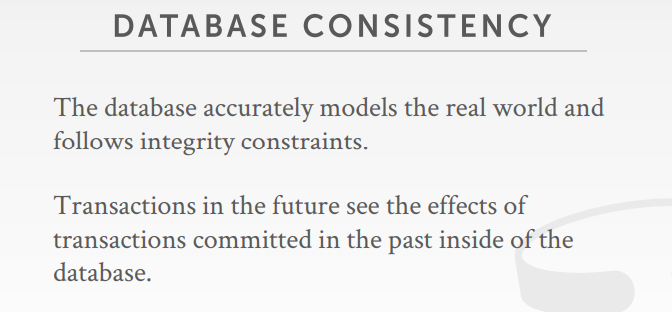 DATABASE CONSISTENCY
The database accurately models the real world and
follows integrity constraints.
Transactions in the future see the effects of
transactions committed in the past inside of the
database.